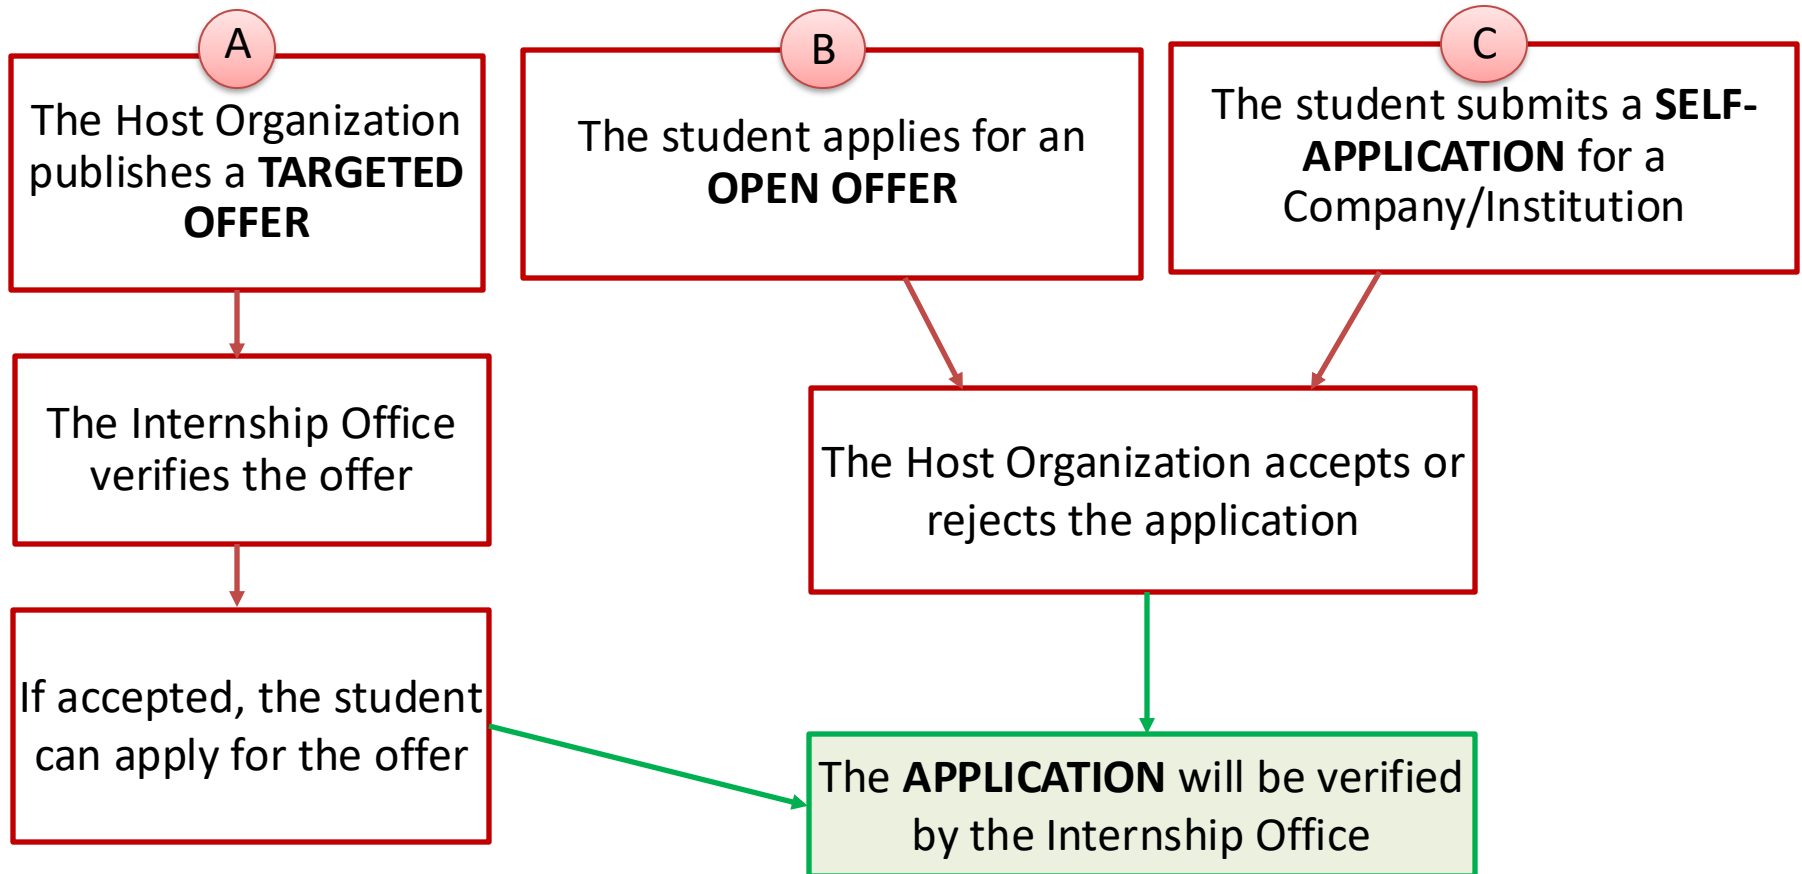 A
The Host Organization
publishes a TARGETED
OFFER
B
The student applies for an
OPEN OFFER
C
The student submits a SELF-
APPLICATION for a
Company/Institution
The Internship Office
verifies the offer
The Host Organization accepts or
rejects the application
If accepted, the student
can apply for the offer
The APPLICATION will be verified
by the Internship Office